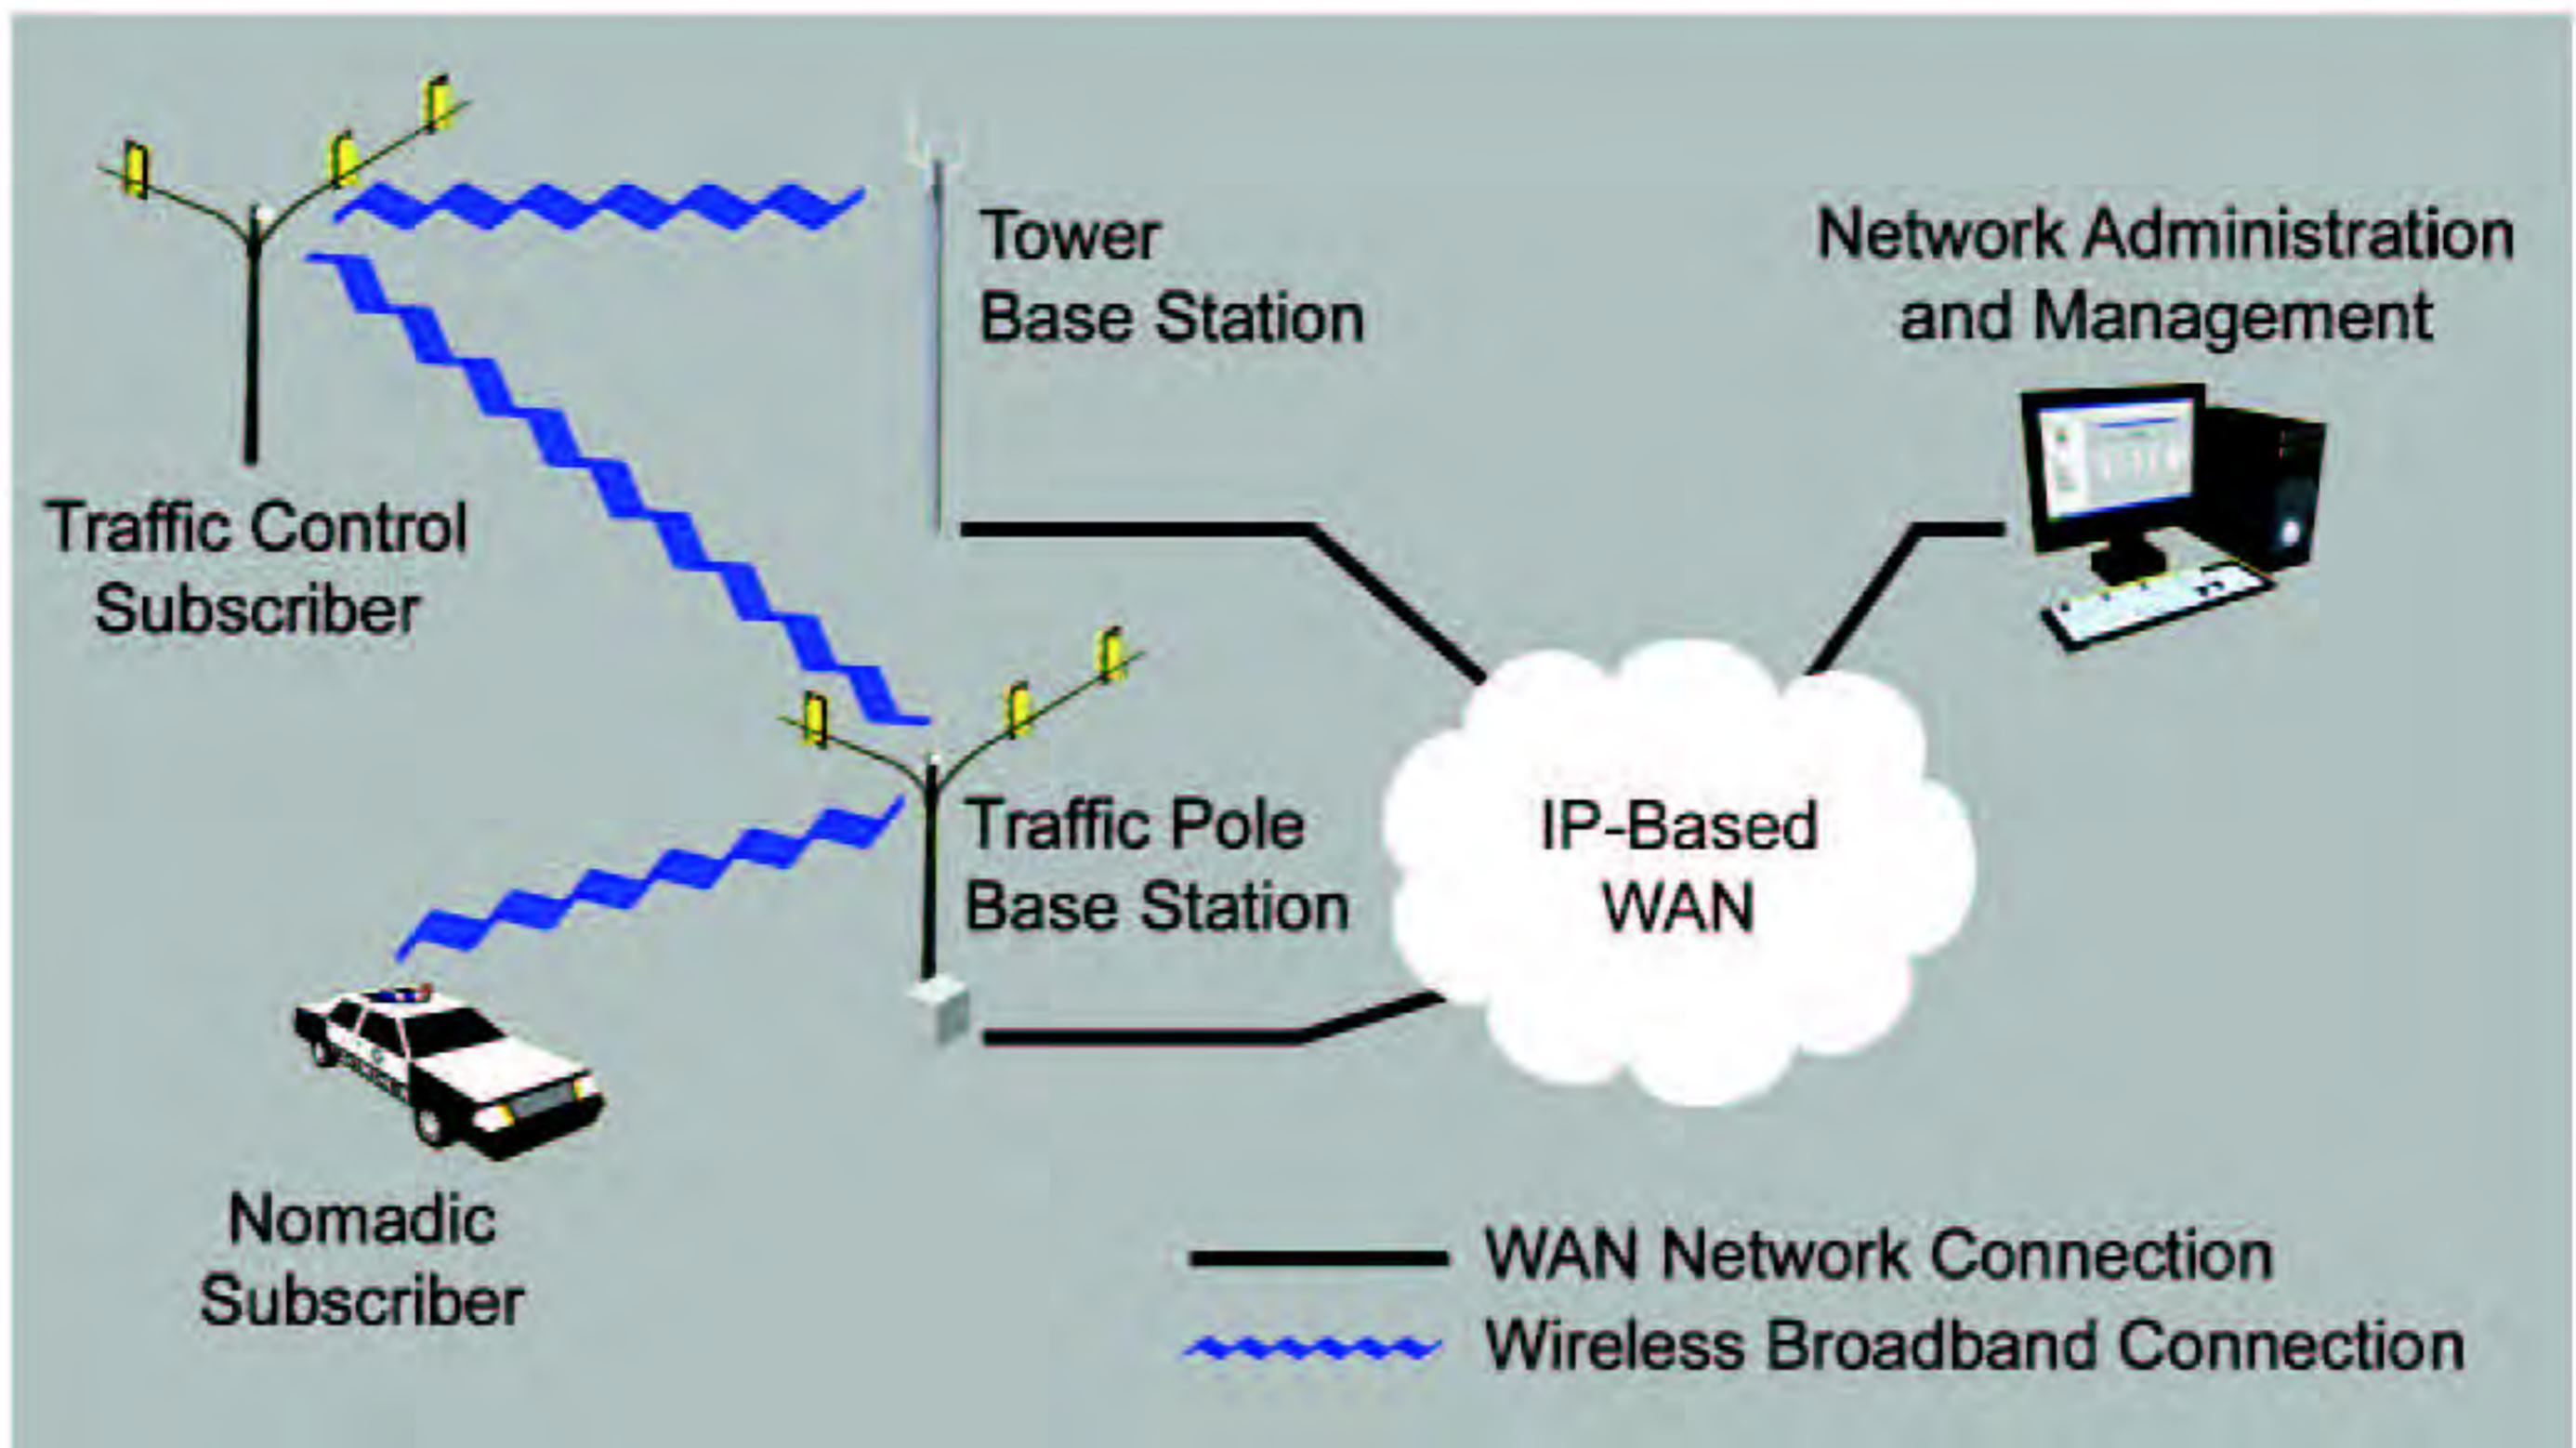 Tower
Base Station
Network Administration
and Management
Traffic Control
Subscriber
Traffic Pole
Base Station
IP-Based
WAN
Nomadic
Subscriber
WAN Network Connection
Wireless Broadband Connection